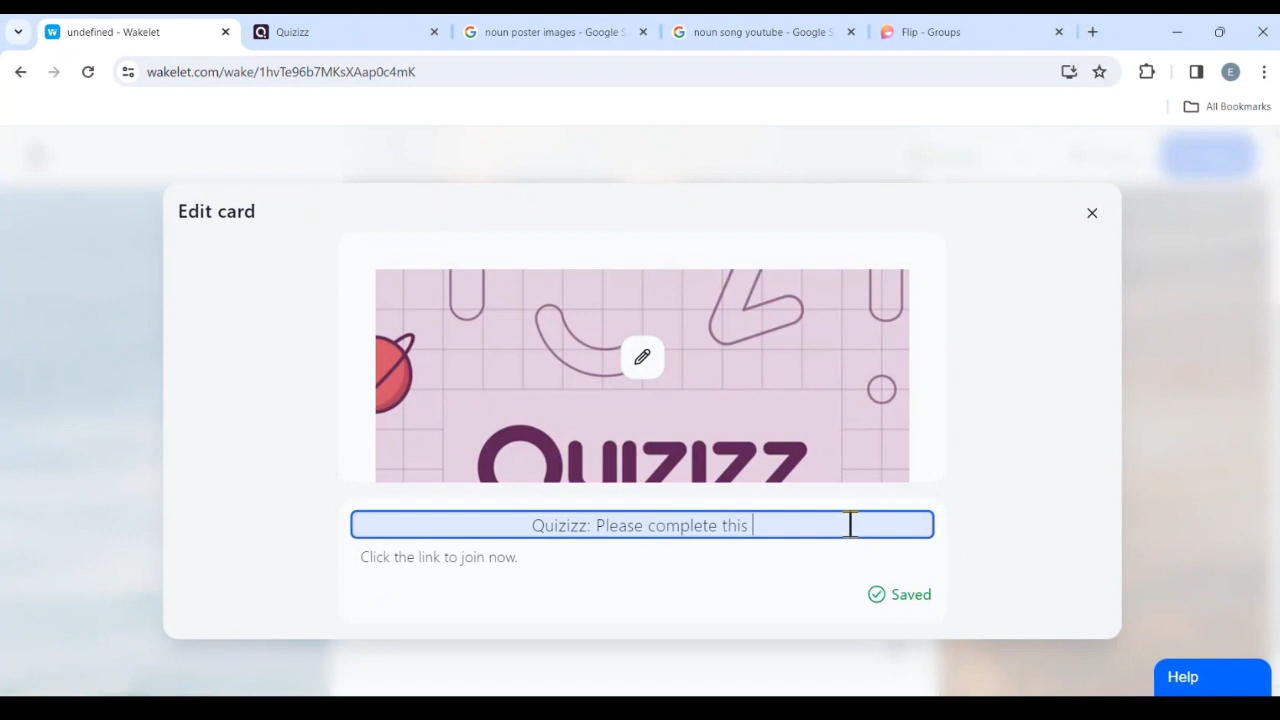 undefined - Wakelet
Quizizz
noun poster images - Google S
noun song youtube - Google S
Flip - Groups
wakelet.com/wake/1hvTe96b7MKsXAap0c4mK
E
All Bookmarks
Edit card
Quizizz
Quizizz: Please complete this
Click the link to join now.
Saved
Help